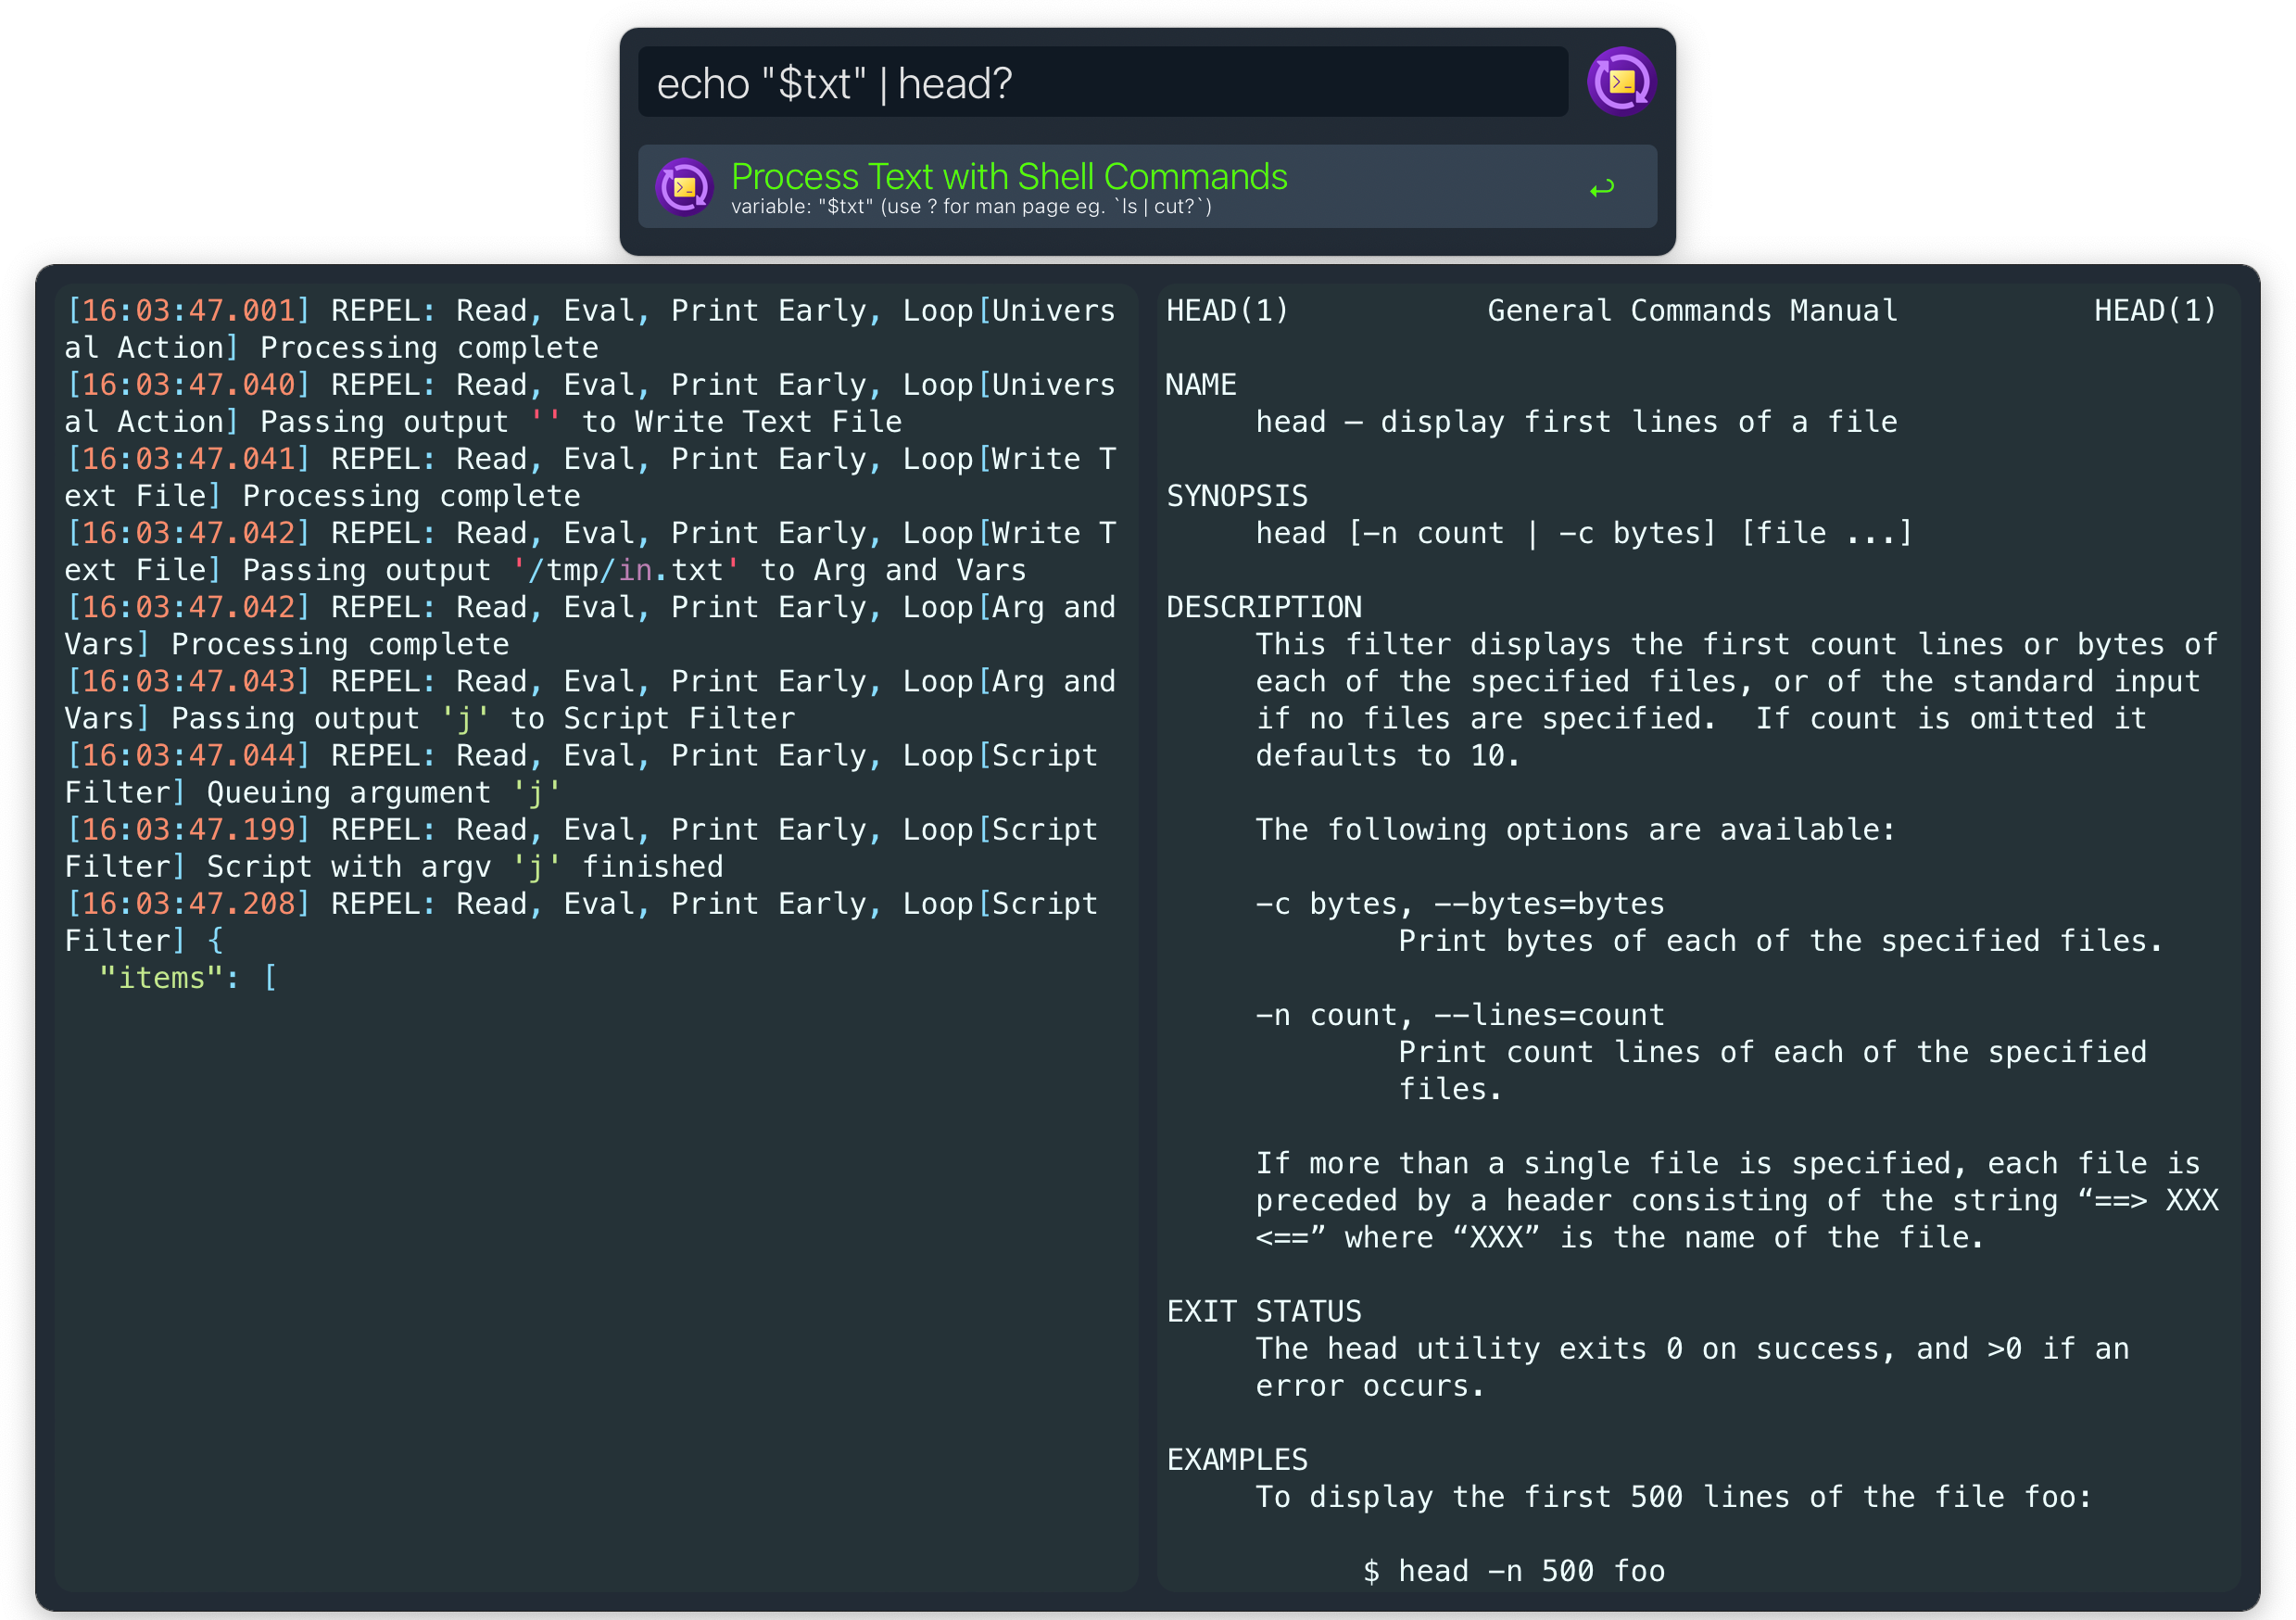 echo "$txt" | head?
Process Text with Shell Commands
variable: "$txt" (use ? for man page eg. `ls | cut?`)
[16:03:47.001] REPEL: Read, Eval, Print Early, Loop[Univers
al Action] Processing complete
[16:03:47.040] REPEL: Read, Eval, Print Early, Loop[Univers
al Action] Passing output '' to Write Text File
[16:03:47.041] REPEL: Read, Eval, Print Early, Loop[Write T
ext File] Processing complete
[16:03:47.042] REPEL: Read, Eval, Print Early, Loop[Write T
ext File] Passing output '/tmp/in.txt' to Arg and Vars
[16:03:47.042] REPEL: Read, Eval, Print Early, Loop[Arg and
Vars] Processing complete
[16:03:47.043] REPEL: Read, Eval, Print Early, Loop[Arg and
Vars] Passing output 'j' to Script Filter
[16:03:47.044] REPEL: Read, Eval, Print Early, Loop[Script
Filter] Queuing argument 'j'
[16:03:47.199] REPEL: Read, Eval, Print Early, Loop[Script
Filter] Script with argv 'j' finished
[16:03:47.208] REPEL: Read, Eval, Print Early, Loop[Script
Filter] {
  "items": [
HEAD(1) General Commands Manual HEAD(1)
NAME
head – display first lines of a file
SYNOPSIS
head [-n count | -c bytes] [file ...]
DESCRIPTION
This filter displays the first count lines or bytes of
each of the specified files, or of the standard input
if no files are specified.  If count is omitted it
defaults to 10.
The following options are available:
-c bytes, --bytes=bytes
Print bytes of each of the specified files.
-n count, --lines=count
Print count lines of each of the specified
files.
If more than a single file is specified, each file is
preceded by a header consisting of the string “==> XXX
<==” where “XXX” is the name of the file.
EXIT STATUS
The head utility exits 0 on success, and >0 if an
error occurs.
EXAMPLES
To display the first 500 lines of the file foo:
$ head -n 500 foo